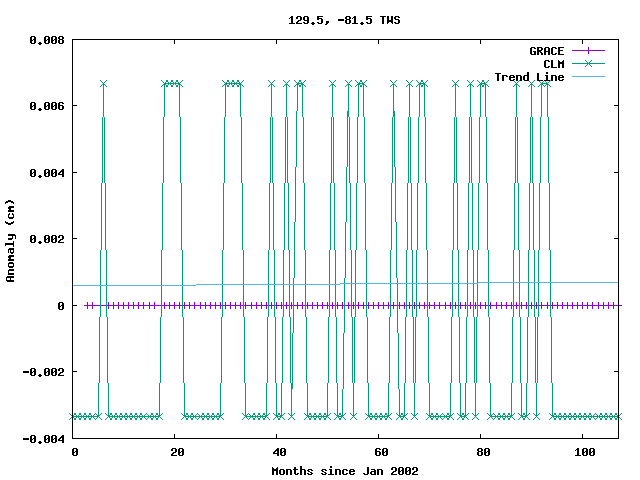 129.5, -81.5 TWS
GRACE
CLM
Trend Line
0.008
0.006
0.004
0.002
0
-0.002
-0.004
Anomaly (cm)
0 20 40 60 80 100
Months since Jan 2002